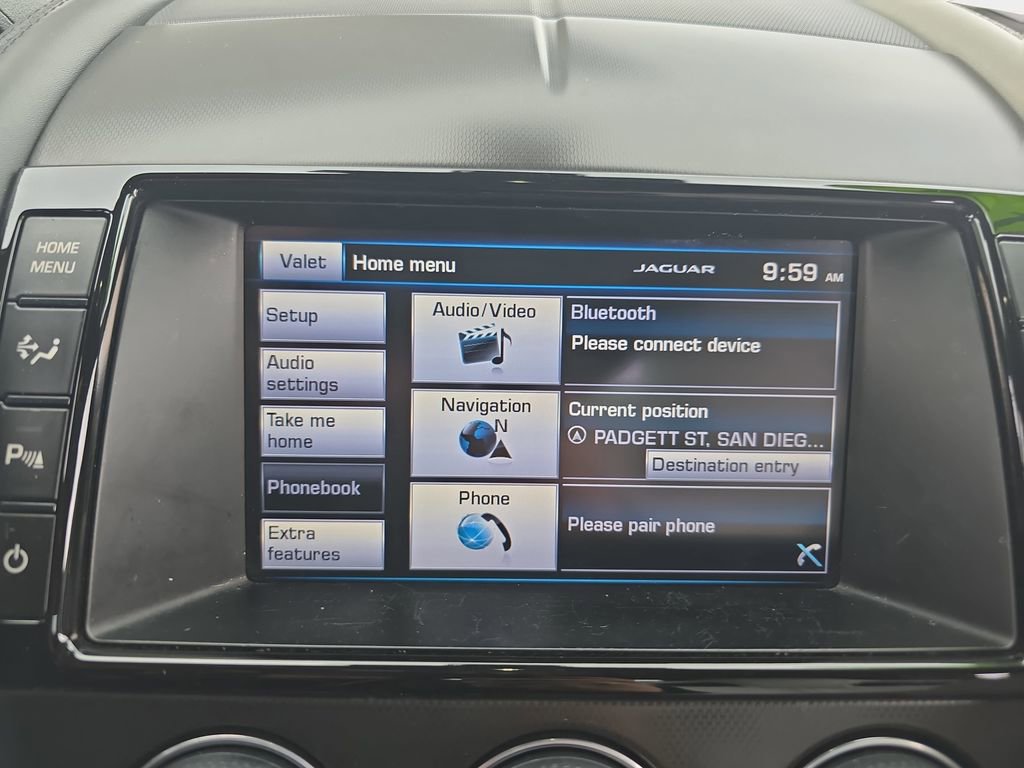 HOME
MENU
Valet
Home menu
JAGUAR
9:59 AM
Setup
Audio
settings
Take me
home
Phonebook
Extra
features
Audio/Video
Bluetooth
Please connect device
Navigation
N
Current position
PADGETT ST, SAN DIEG...
Destination entry
Phone
Please pair phone
P